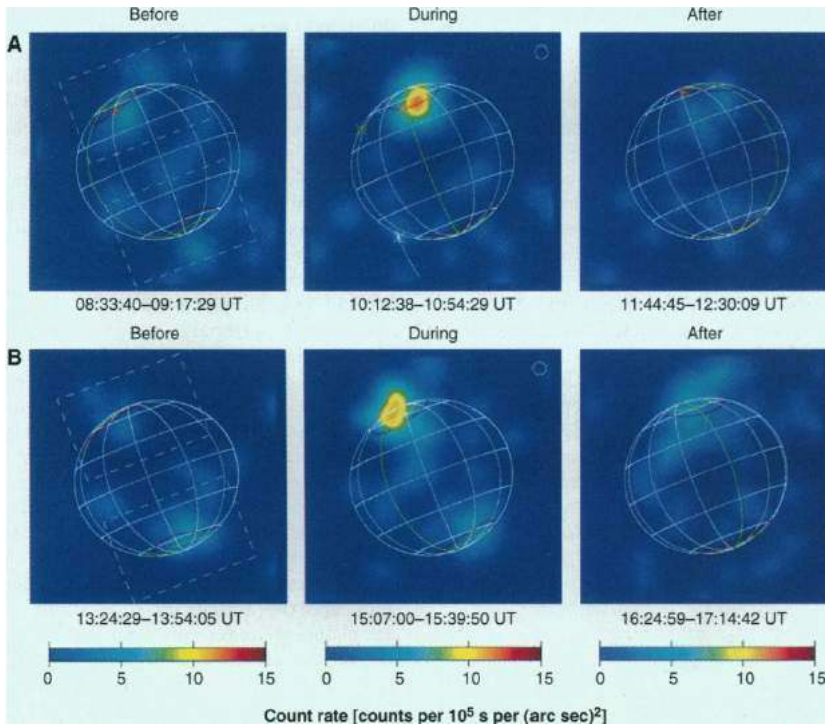 Before During After
A
08:33:40–09:17:29 UT 10:12:38–10:54:29 UT 11:44:45–12:30:09 UT
Before During After
B
13:24:29–13:54:05 UT 15:07:00–15:39:50 UT 16:24:59–17:14:42 UT
0 5 10 15 0 5 10 15 0 5 10 15
Count rate [counts per 10⁵ s per (arc sec)²]